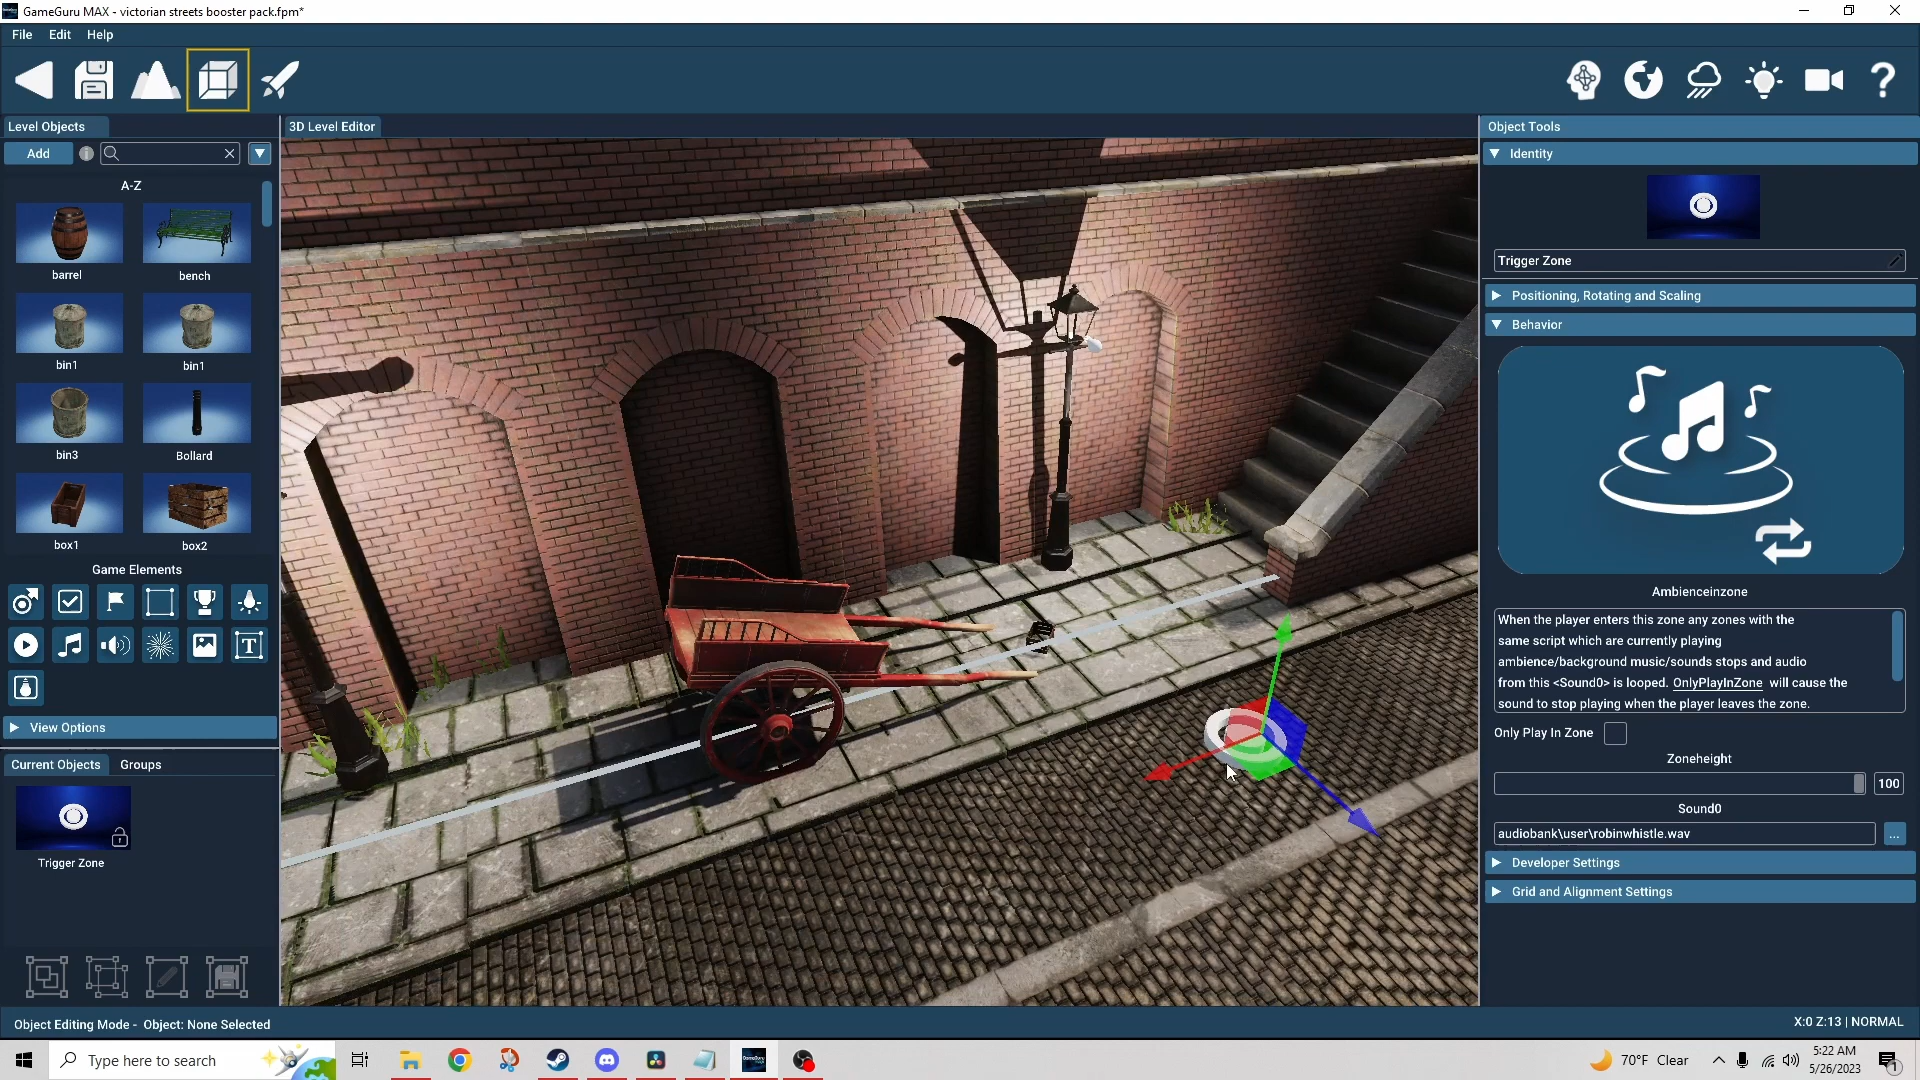 GameGuru MAX - victorian streets booster pack.fpm*
File Edit Help
Level Objects
3D Level Editor
Object Tools
Add
Identity
A-Z
barrel bench
bin1 bin1
bin3 Bollard
box1 box2
Game Elements
View Options
Current Objects Groups
Trigger Zone
Trigger Zone
Positioning, Rotating and Scaling
Behavior
Ambienceinzone
When the player enters this zone any zones with the
same script which are currently playing
ambience/background music/sounds stops and audio
from this <Sound0> is looped. OnlyPlayInZone will cause the
sound to stop playing when the player leaves the zone.
Only Play In Zone
Zoneheight
100
Sound0
audiobank\user\robinwhistle.wav
...
Developer Settings
Grid and Alignment Settings
Object Editing Mode - Object: None Selected
X:0 Z:13 | NORMAL
Type here to search
70°F Clear
5:22 AM
5/26/2023
1